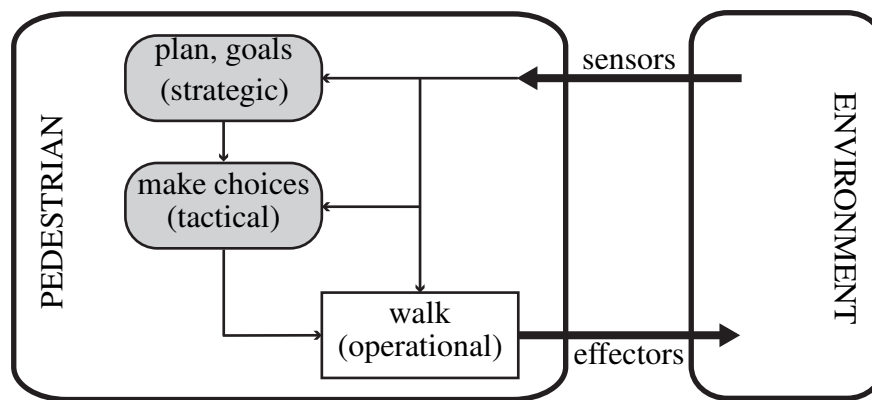 plan, goals
(strategic)
sensors
make choices
(tactical)
PEDESTRIAN
ENVIRONMENT
walk
(operational)
effectors